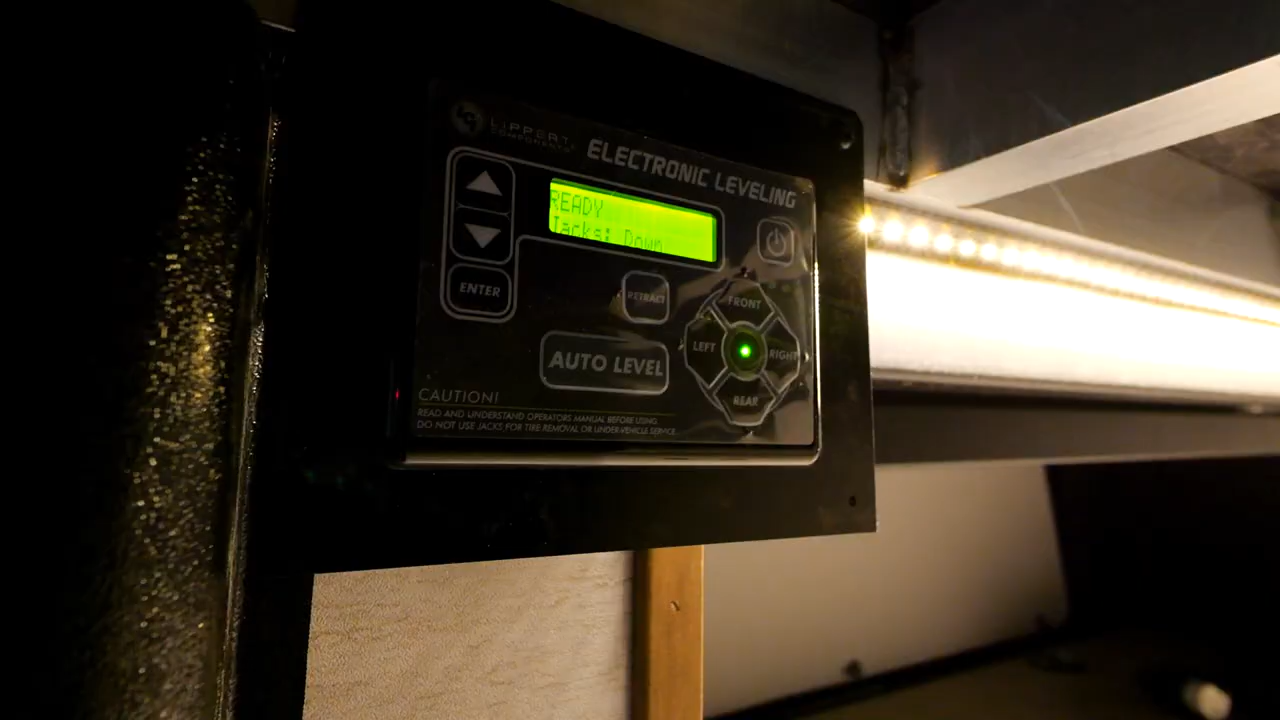 LIPPERT
COMPONENTS
ELECTRONIC LEVELING
READY
Jacks: Down
ENTER
RETRACT
FRONT
LEFT
RIGHT
REAR
AUTO LEVEL
CAUTION!
READ AND UNDERSTAND OPERATORS MANUAL BEFORE USING.
DO NOT USE JACKS FOR TIRE REMOVAL OR UNDER-VEHICLE SERVICE